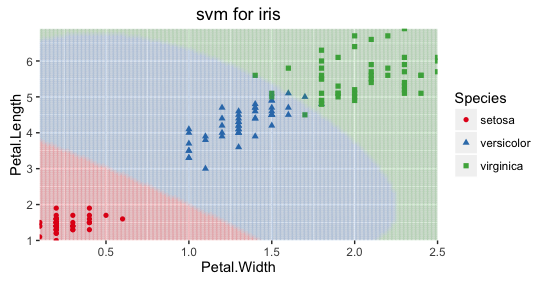 svm for iris
Petal.Length
6
5
4
3
2
1
0.5
1.0
1.5
2.0
2.5
Petal.Width
Species
setosa
versicolor
virginica